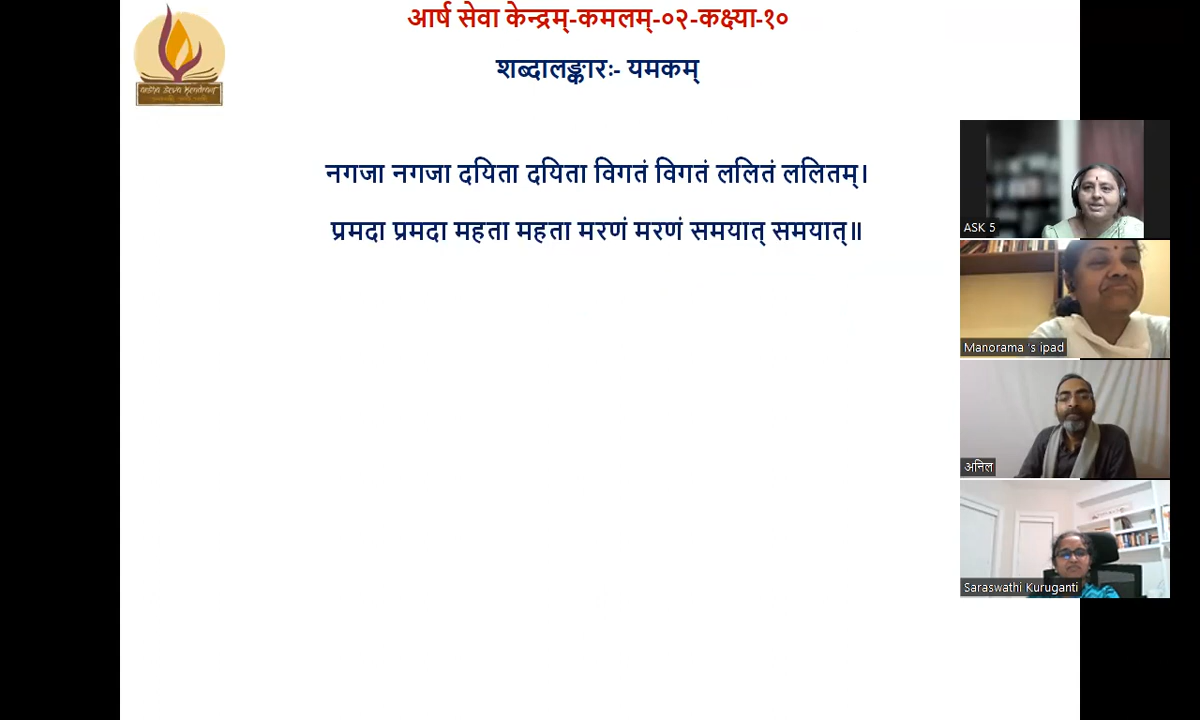 आर्ष सेवा केन्द्रम्-कमलम्-०२-कक्ष्या-१०
शब्दालङ्कारः- यमकम्
नगजा नगजा दयिता दयिता विगतं विगतं ललितं ललितम्।
प्रमदा प्रमदा महता महता मरणं मरणं समयात् समयात्॥
ASK 5
Manorama 's ipad
अनिल
Saraswathi Kuruganti